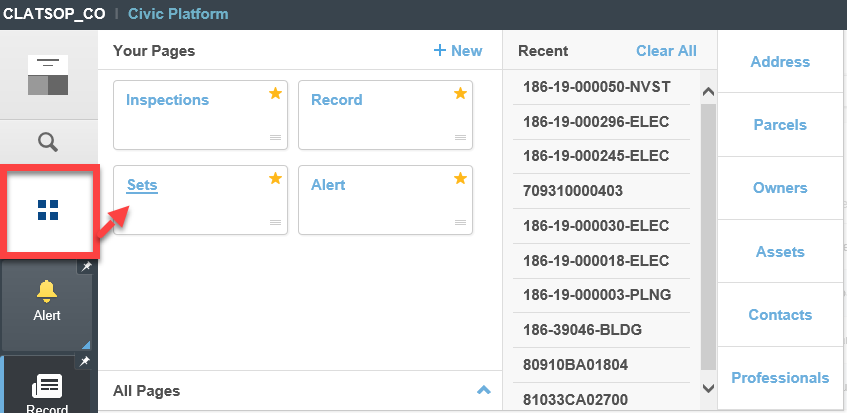 CLATSOP_CO | Civic Platform
Your Pages
+ New
Inspections
Record
Sets
Alert
All Pages
Recent
Clear All
186-19-000050-NVST
186-19-000296-ELEC
186-19-000245-ELEC
709310000403
186-19-000030-ELEC
186-19-000018-ELEC
186-19-000003-PLNG
186-39046-BLDG
80910BA01804
81033CA02700
Address
Parcels
Owners
Assets
Contacts
Professionals
Alert
Record